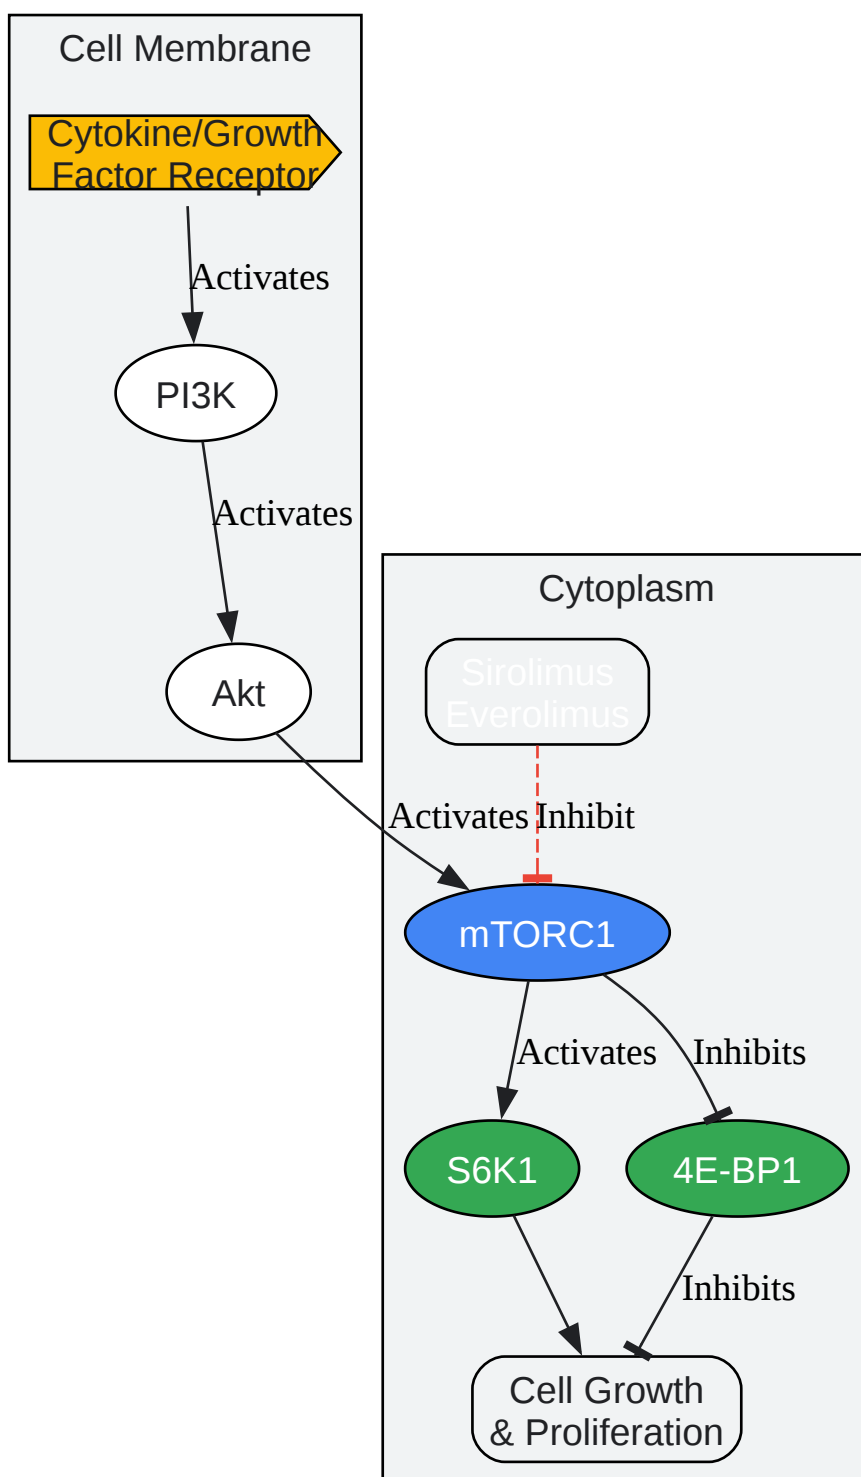 Cell Membrane
Cytokine/Growth
Factor Receptor
Activates
PI3K
Activates
Akt
Cytoplasm
Sirolimus
Everolimus
Activates
Inhibit
mTORC1
Activates
Inhibits
S6K1
4E-BP1
Inhibits
Cell Growth
& Proliferation